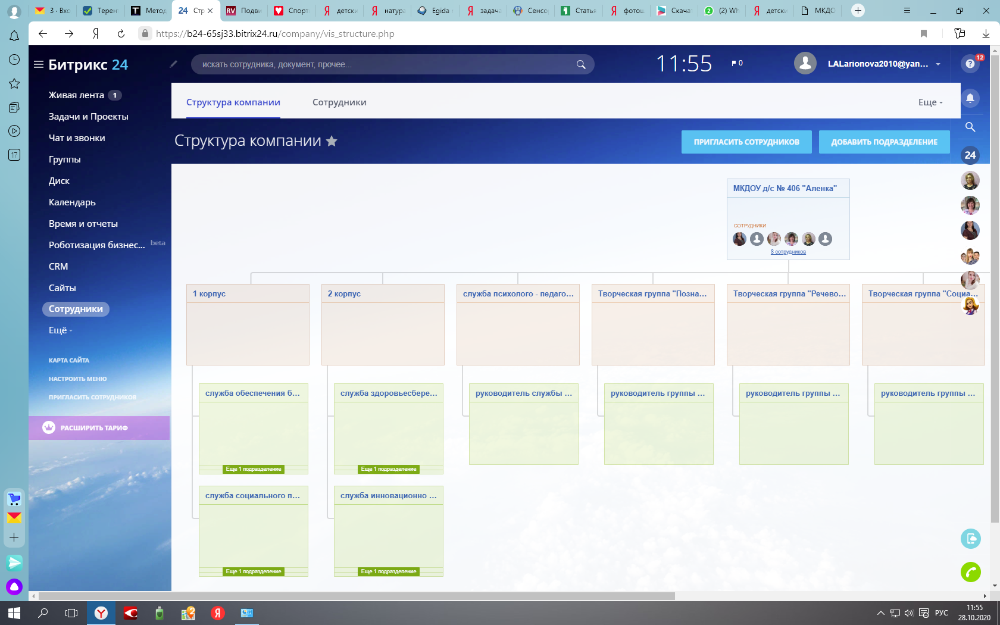 3 · Вхо
Терен
Метод
24 Стр
RV Подви
Спорт
детски
натура
Egida
задача
Сенсо
Статья
фотош
Скачат
(2) Wh
детски
МКДО
https://b24-65sj33.bitrix24.ru/company/vis_structure.php
Битрикс 24
искать сотрудника, документ, прочее...
11:55
0
LALarionova2010@yan...
12
Живая лента 1
Задачи и Проекты
Чат и звонки
Группы
Диск
Календарь
Время и отчеты
Роботизация бизнес... beta
CRM
Сайты
Сотрудники
Ещё
КАРТА САЙТА
НАСТРОИТЬ МЕНЮ
ПРИГЛАСИТЬ СОТРУДНИКОВ
РАСШИРИТЬ ТАРИФ
17
Структура компании
Сотрудники
Еще
Структура компании
ПРИГЛАСИТЬ СОТРУДНИКОВ
ДОБАВИТЬ ПОДРАЗДЕЛЕНИЕ
24
МКДОУ д/с № 406 "Аленка"
СОТРУДНИКИ
8 сотрудников
1 корпус
2 корпус
служба психолого - педаго...
Творческая группа "Позна...
Творческая группа "Речево...
Творческая группа "Социа...
служба обеспечения б...
служба здоровьесбере...
руководитель службы ...
руководитель группы ...
руководитель группы ...
руководитель группы ...
Еще 1 подразделение
Еще 1 подразделение
служба социального п...
служба инновационно ...
Еще 1 подразделение
Еще 1 подразделение
РУС
11:55
28.10.2020